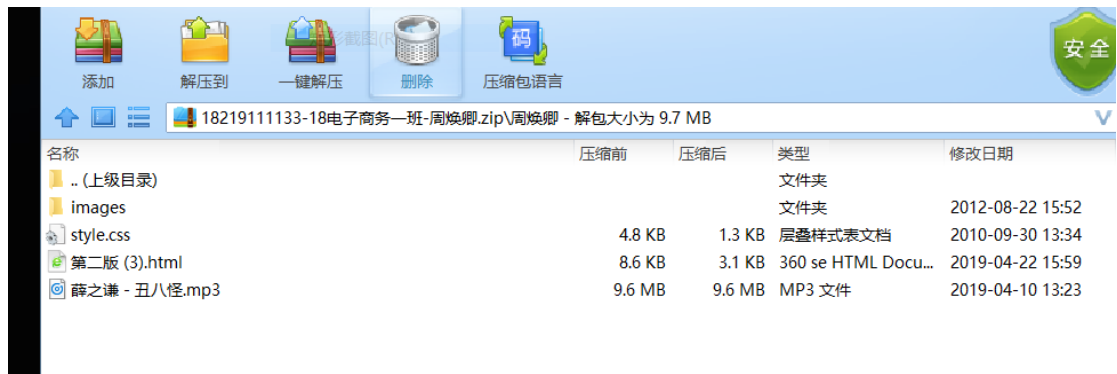 添加 解压到 一键解压 删除 压缩包语言 安全
码
18219111133-18电子商务一班-周焕卿.zip\周焕卿 - 解包大小为 9.7 MB
名称 压缩前 压缩后 类型 修改日期
.. (上级目录) 文件夹
images 文件夹 2012-08-22 15:52
style.css 4.8 KB 1.3 KB 层叠样式表文档 2010-09-30 13:34
第二版 (3).html 8.6 KB 3.1 KB 360 se HTML Docu... 2019-04-22 15:59
薛之谦 - 丑八怪.mp3 9.6 MB 9.6 MB MP3 文件 2019-04-10 13:23